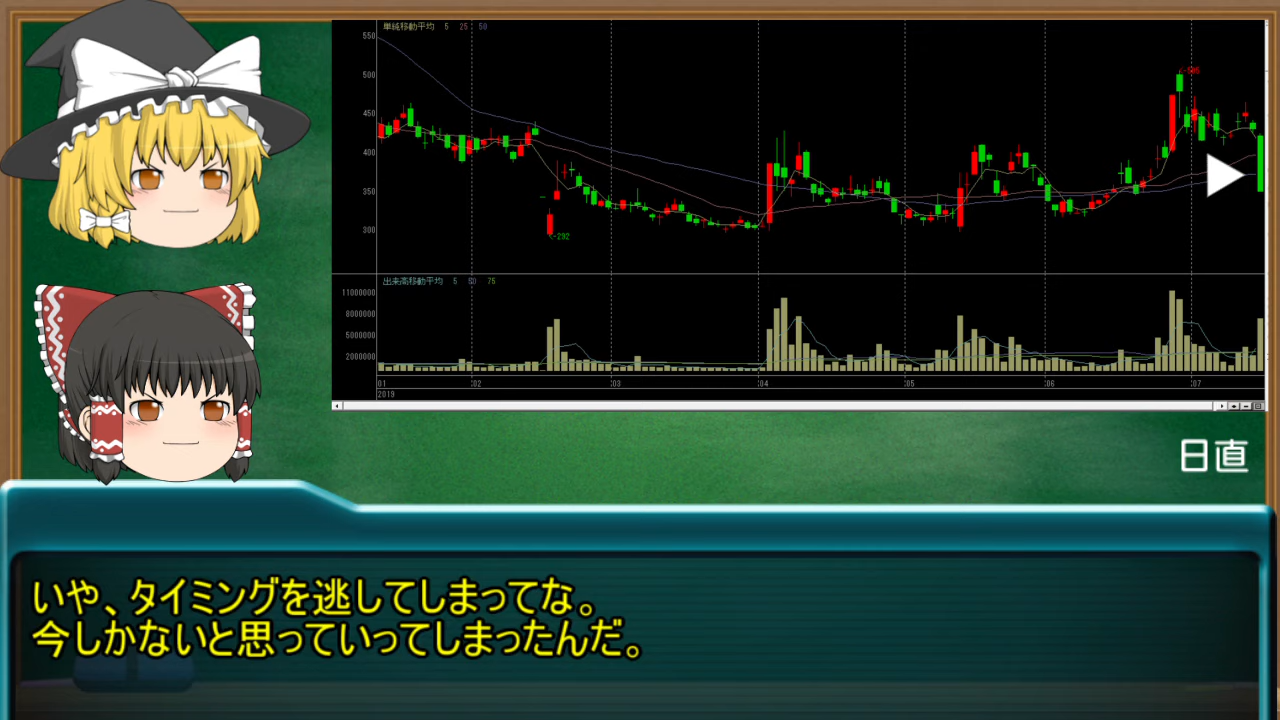 単純移動平均 5 25 50
550
500
450
400
350
300
←292
出来高移動平均 5 50 75
11000000
8000000
5000000
2000000
01 :02 :03 :04 :05 :06 :07
2019
日直
いや、タイミングを逃してしまってな。
今しかないと思っていってしまったんだ。